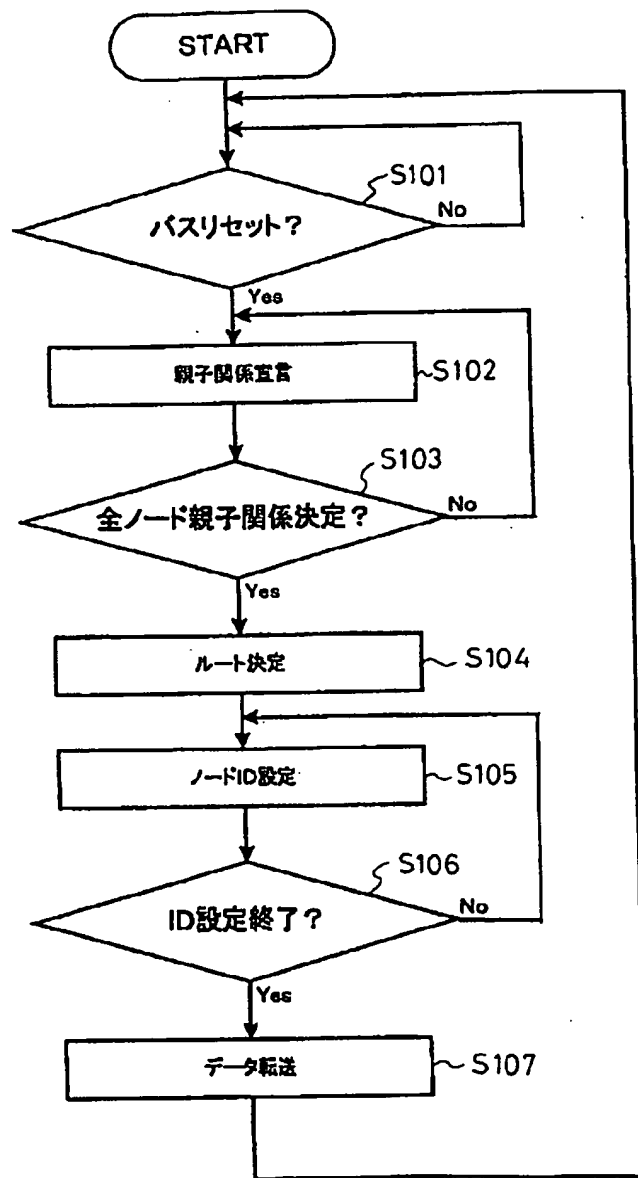 START
S101
バスリセット?
No
Yes
親子関係宣言
S102
S103
全ノード親子関係決定?
No
Yes
ルート決定
S104
ノードID設定
S105
S106
ID設定終了?
No
Yes
データ転送
S107